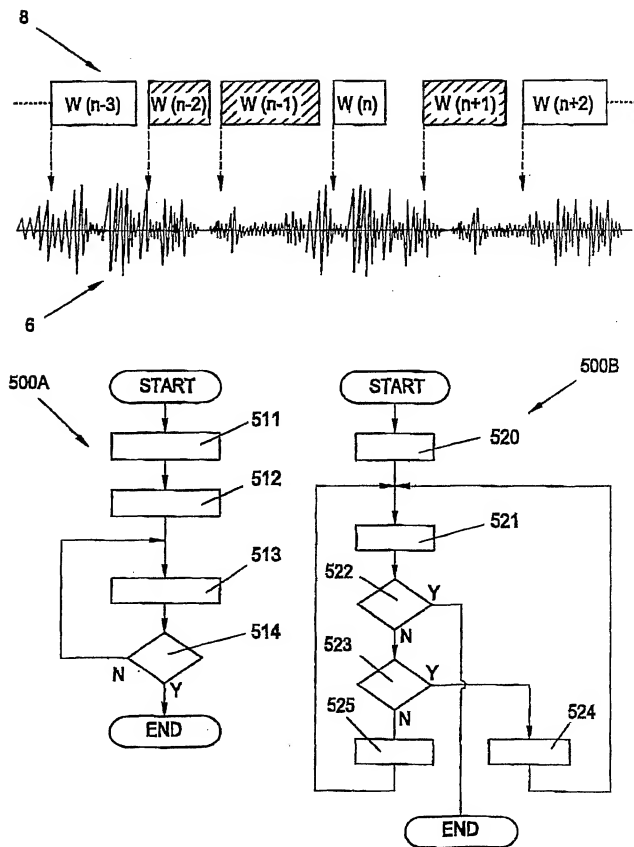 8
W (n-3) W (n-2) W (n-1) W (n) W (n+1) W (n+2)
6
500A
START
511
512
513
514
N
Y
END
START
500B
520
521
522
Y
N
523
Y
N
525
524
END